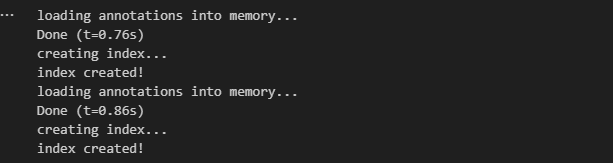 ... loading annotations into memory...
Done (t=0.76s)
creating index...
index created!
loading annotations into memory...
Done (t=0.86s)
creating index...
index created!